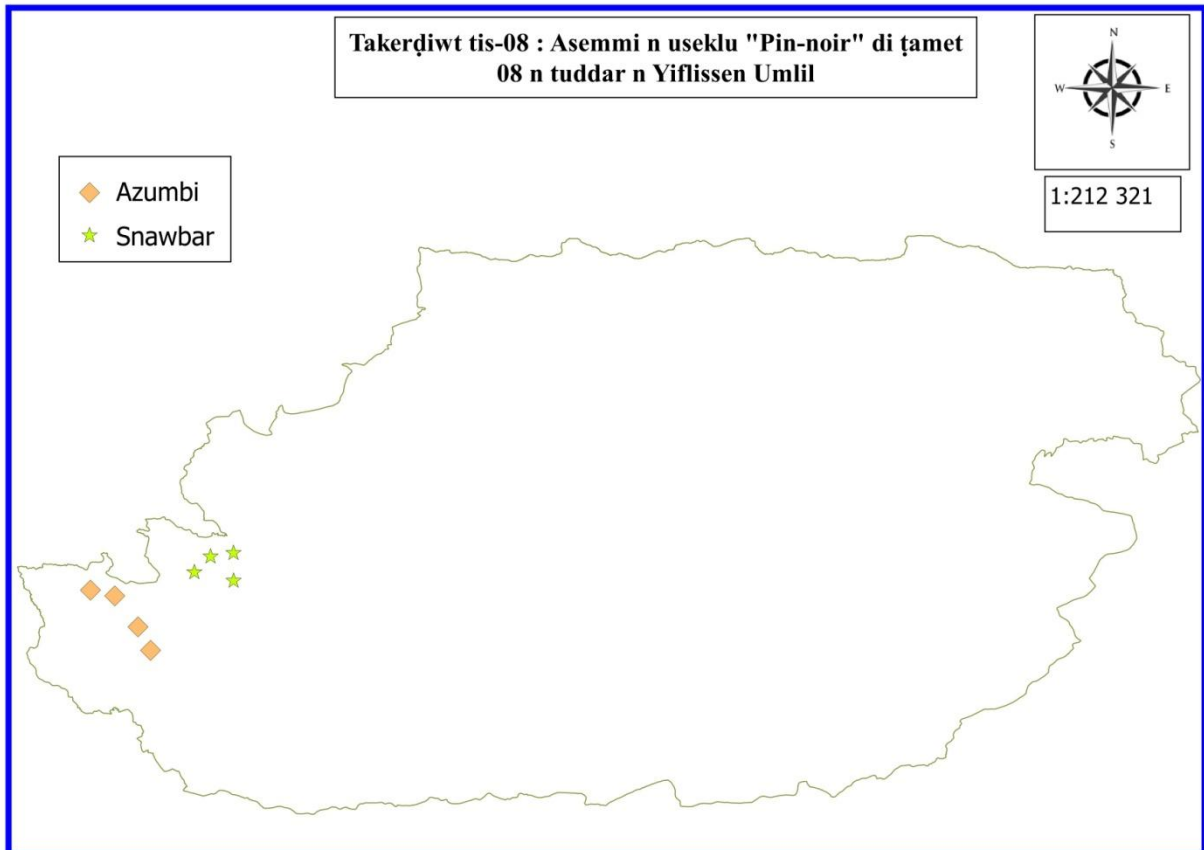 Takerḍiwt tis-08 : Asemmi n useklu "Pin-noir" di ṭamet
08 n tuddar n Yiflissen Umlil
N
W
E
S
1:212 321
Azumbi
Snawbar